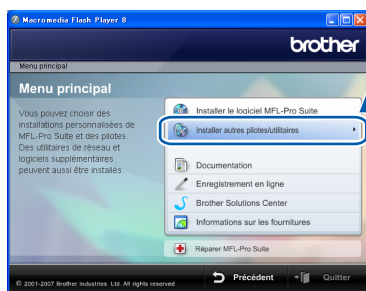 Macromedia Flash Player 8
brother
Menu principal
Menu principal
Vous pouvez choisir des
installations personnalisées de
MFL-Pro Suite et des pilotes.
Des utilitaires de réseau et
logiciels supplémentaires
peuvent aussi être installés.
Installer le logiciel MFL-Pro Suite
Installer autres pilotes/utilitaires
Documentation
Enregistrement en ligne
Brother Solutions Center
Informations sur les fournitures
Réparer MFL-Pro Suite
© 2001-2007 Brother Industries Ltd. All rights reserved
Précédent
Quitter